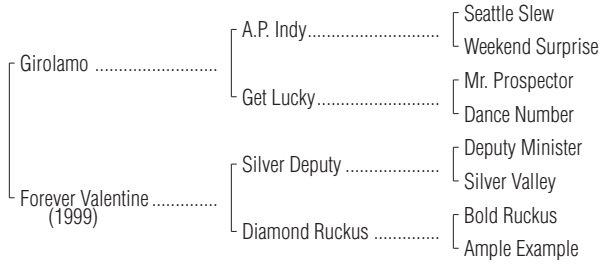 Seattle Slew
A.P. Indy..............................
Weekend Surprise
Girolamo ............................
Mr. Prospector
Get Lucky............................
Dance Number
Deputy Minister
Silver Deputy ......................
Silver Valley
Forever Valentine ...............
(1999)
Bold Ruckus
Diamond Ruckus ...............
Ample Example